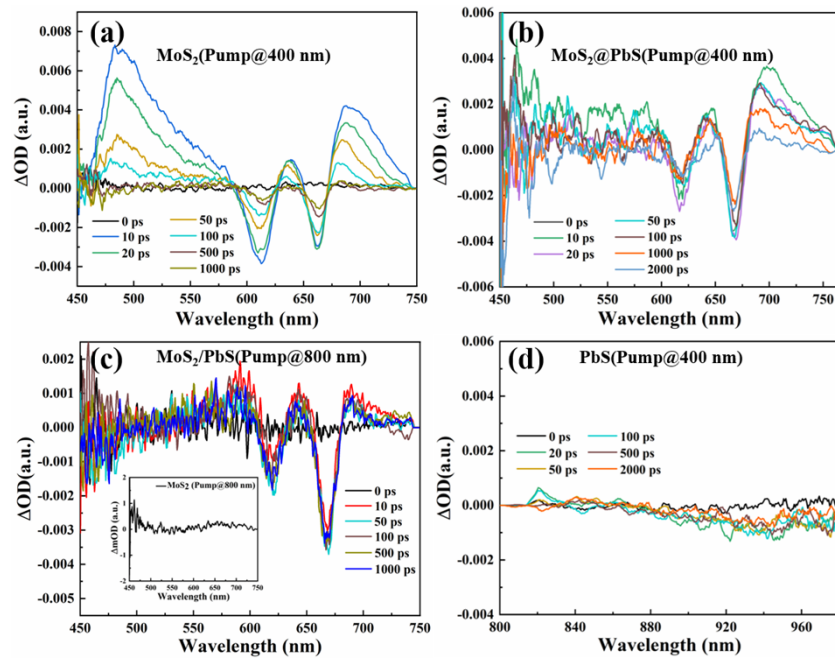 (a)
MoS2(Pump@400 nm)
ΔOD (a.u.)
0.008
0.006
0.004
0.002
0.000
-0.002
-0.004
0 ps
10 ps
20 ps
50 ps
100 ps
500 ps
1000 ps
450 500 550 600 650 700 750
Wavelength (nm)
(b)
MoS2@PbS(Pump@400 nm)
ΔOD (a.u.)
0.006
0.004
0.002
0.000
-0.002
-0.004
-0.006
0 ps
10 ps
20 ps
50 ps
100 ps
1000 ps
2000 ps
450 500 550 600 650 700 750
Wavelength (nm)
(c)
MoS2/PbS(Pump@800 nm)
ΔOD(a.u.)
0.002
0.001
0.000
-0.001
-0.002
-0.003
-0.004
-0.005
0 ps
10 ps
50 ps
100 ps
500 ps
1000 ps
MoS2 (Pump@800 nm)
ΔmOD (a.u.)
2
1
0
-1
-2
450 500 550 600 650 700 750
Wavelength (nm)
450 500 550 600 650 700 750
Wavelength (nm)
(d)
PbS(Pump@400 nm)
ΔOD (a.u.)
0.006
0.004
0.002
0.000
-0.002
-0.004
0 ps
20 ps
50 ps
100 ps
500 ps
2000 ps
800 840 880 920 960
Wavelength (nm)